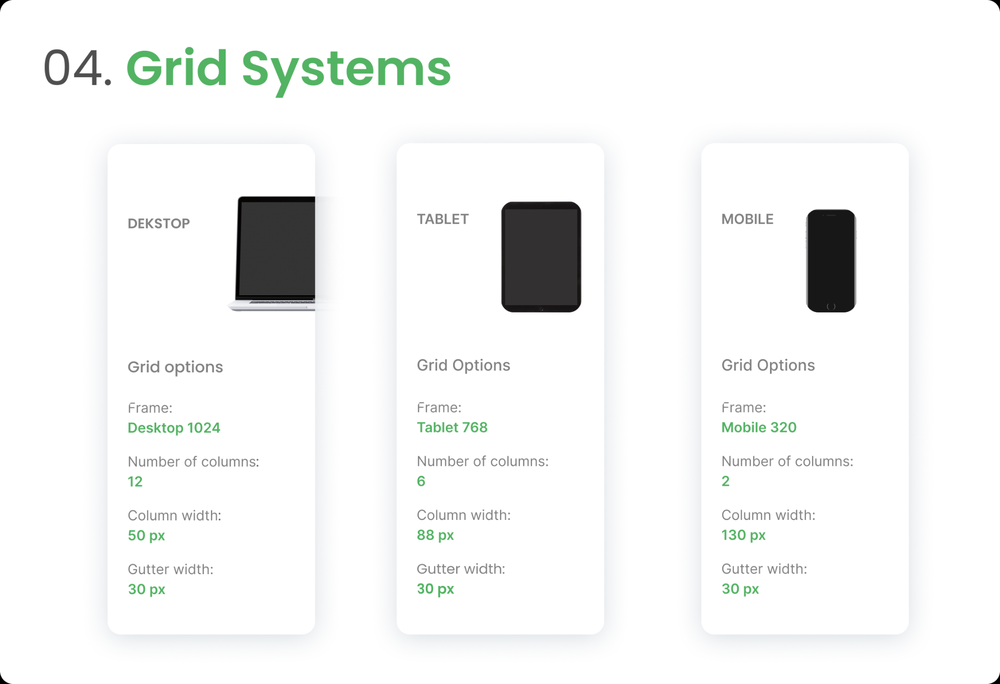 04. Grid Systems
DEKSTOP
Grid options
Frame:
Desktop 1024
Number of columns:
12
Column width:
50 px
Gutter width:
30 px
TABLET
Grid Options
Frame:
Tablet 768
Number of columns:
6
Column width:
88 px
Gutter width:
30 px
MOBILE
Grid Options
Frame:
Mobile 320
Number of columns:
2
Column width:
130 px
Gutter width:
30 px